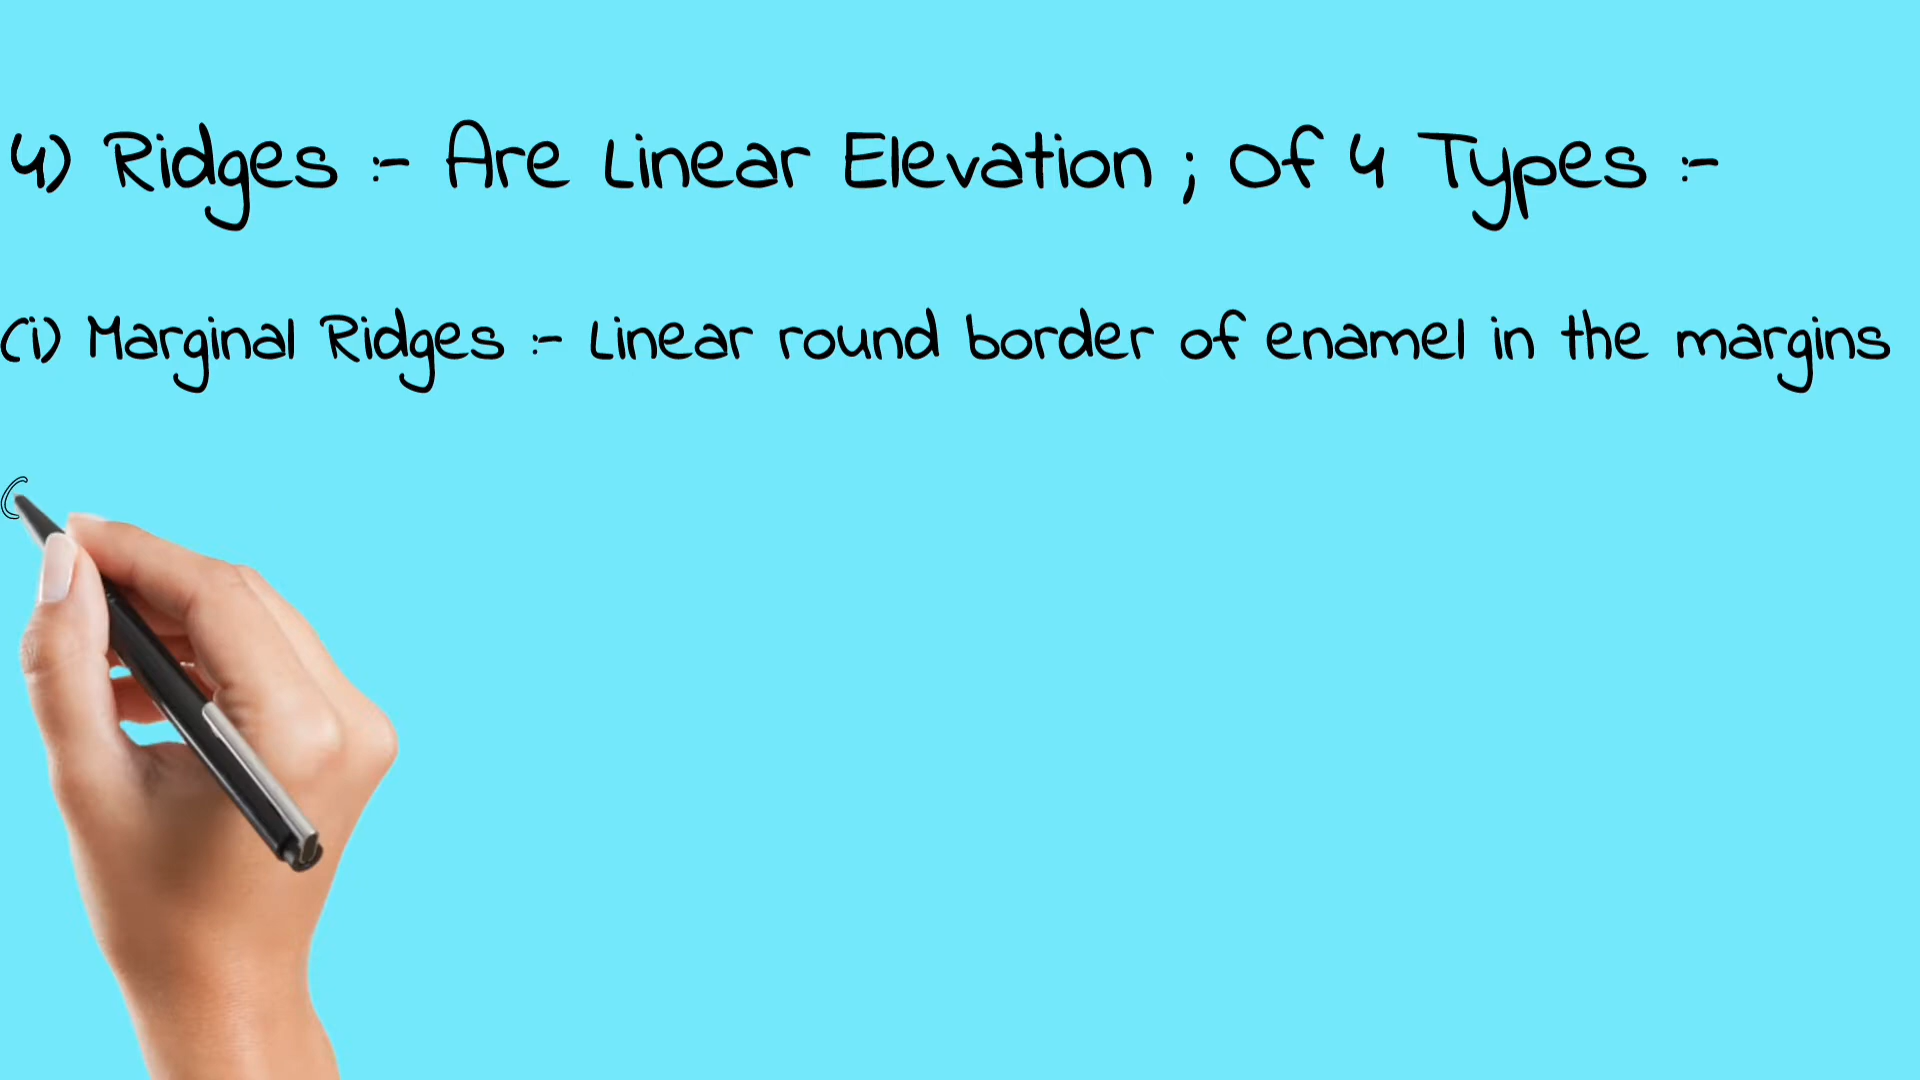 4) Ridges :- Are Linear Elevation ; Of 4 Types :-
(i) Marginal Ridges :- Linear round border of enamel in the margins
(